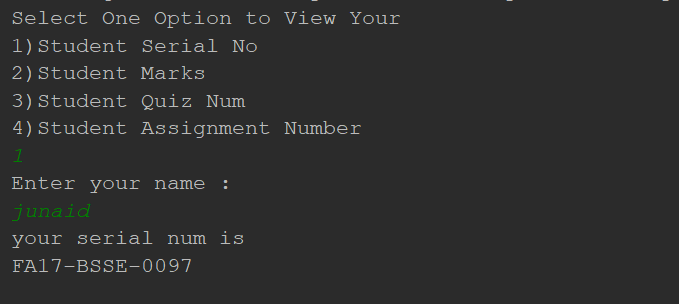 Select One Option to View Your
1)Student Serial No
2)Student Marks
3)Student Quiz Num
4)Student Assignment Number
1
Enter your name :
junaid
your serial num is
FA17-BSSE-0097